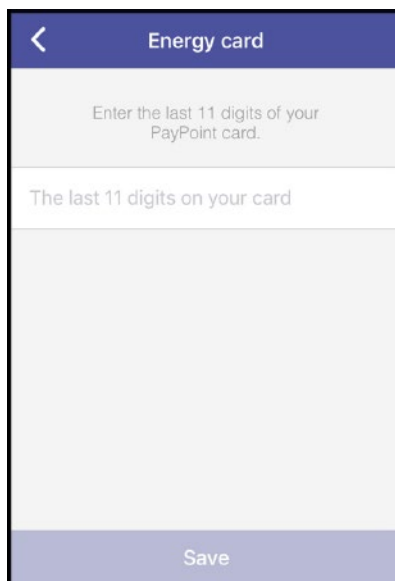 Energy card
Enter the last 11 digits of your
PayPoint card.
The last 11 digits on your card
Save